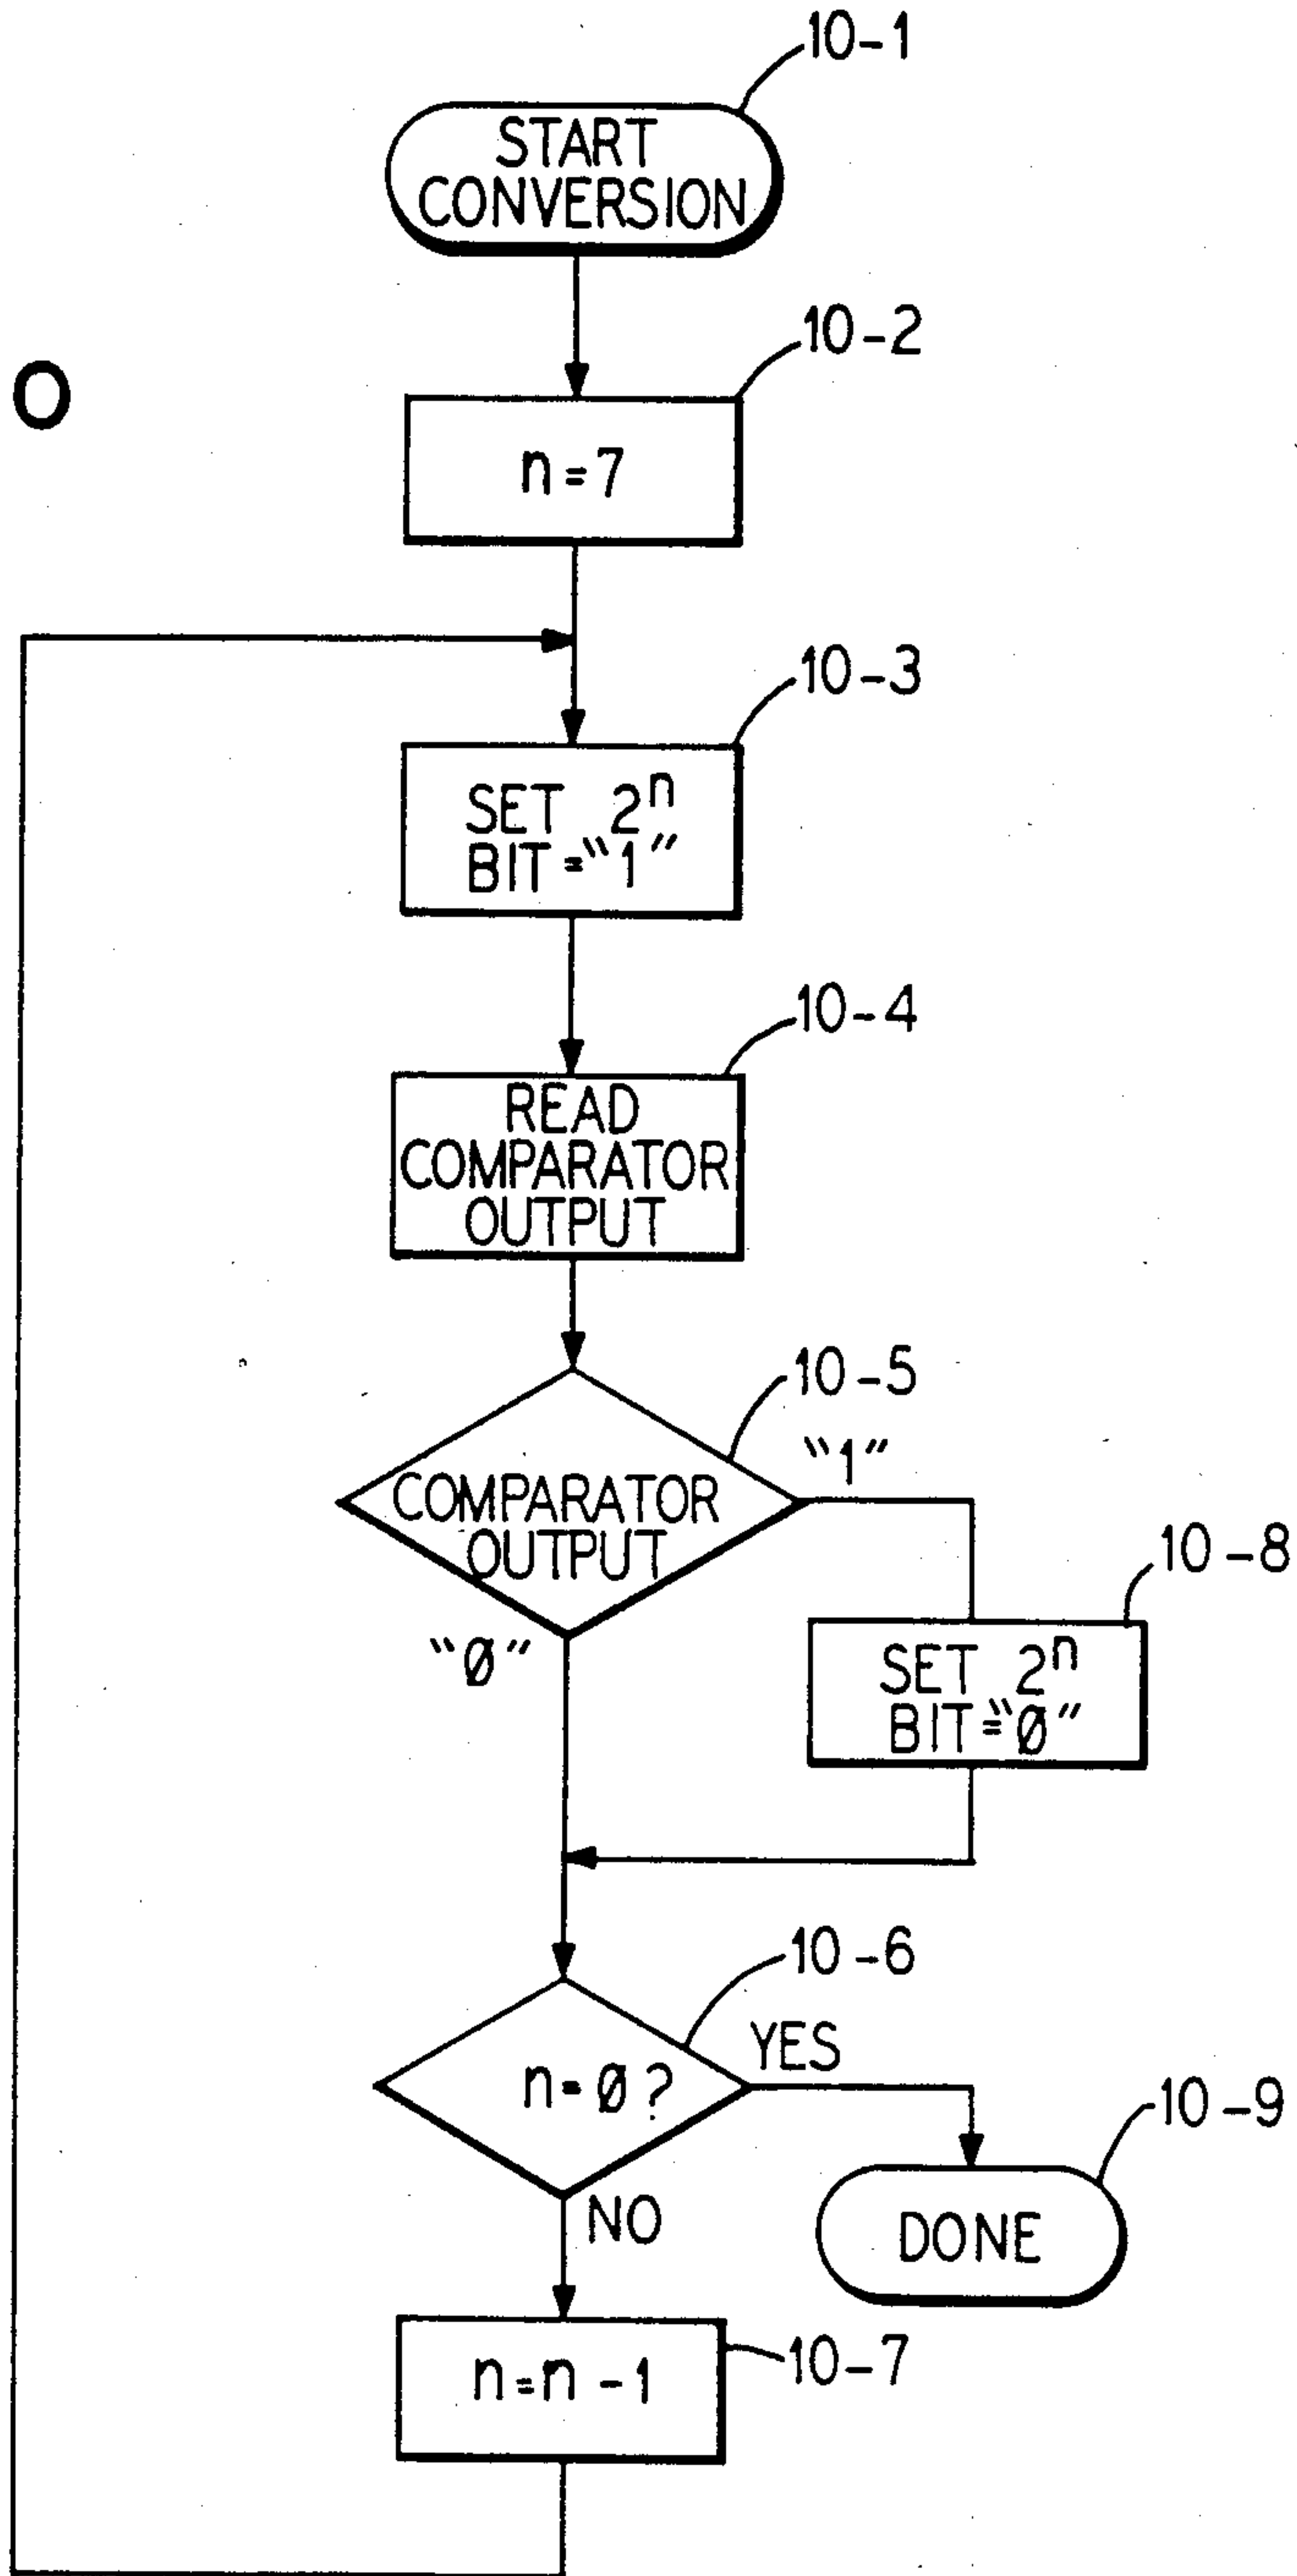 10-1
START
CONVERSION
10-2
O
n=7
10-3
SET 2ⁿ
BIT="1"
10-4
READ
COMPARATOR
OUTPUT
10-5
"1"
COMPARATOR
OUTPUT
10-8
"Ø"
SET 2ⁿ
BIT="Ø"
10-6
YES
n=Ø?
10-9
NO
DONE
10-7
n=n-1